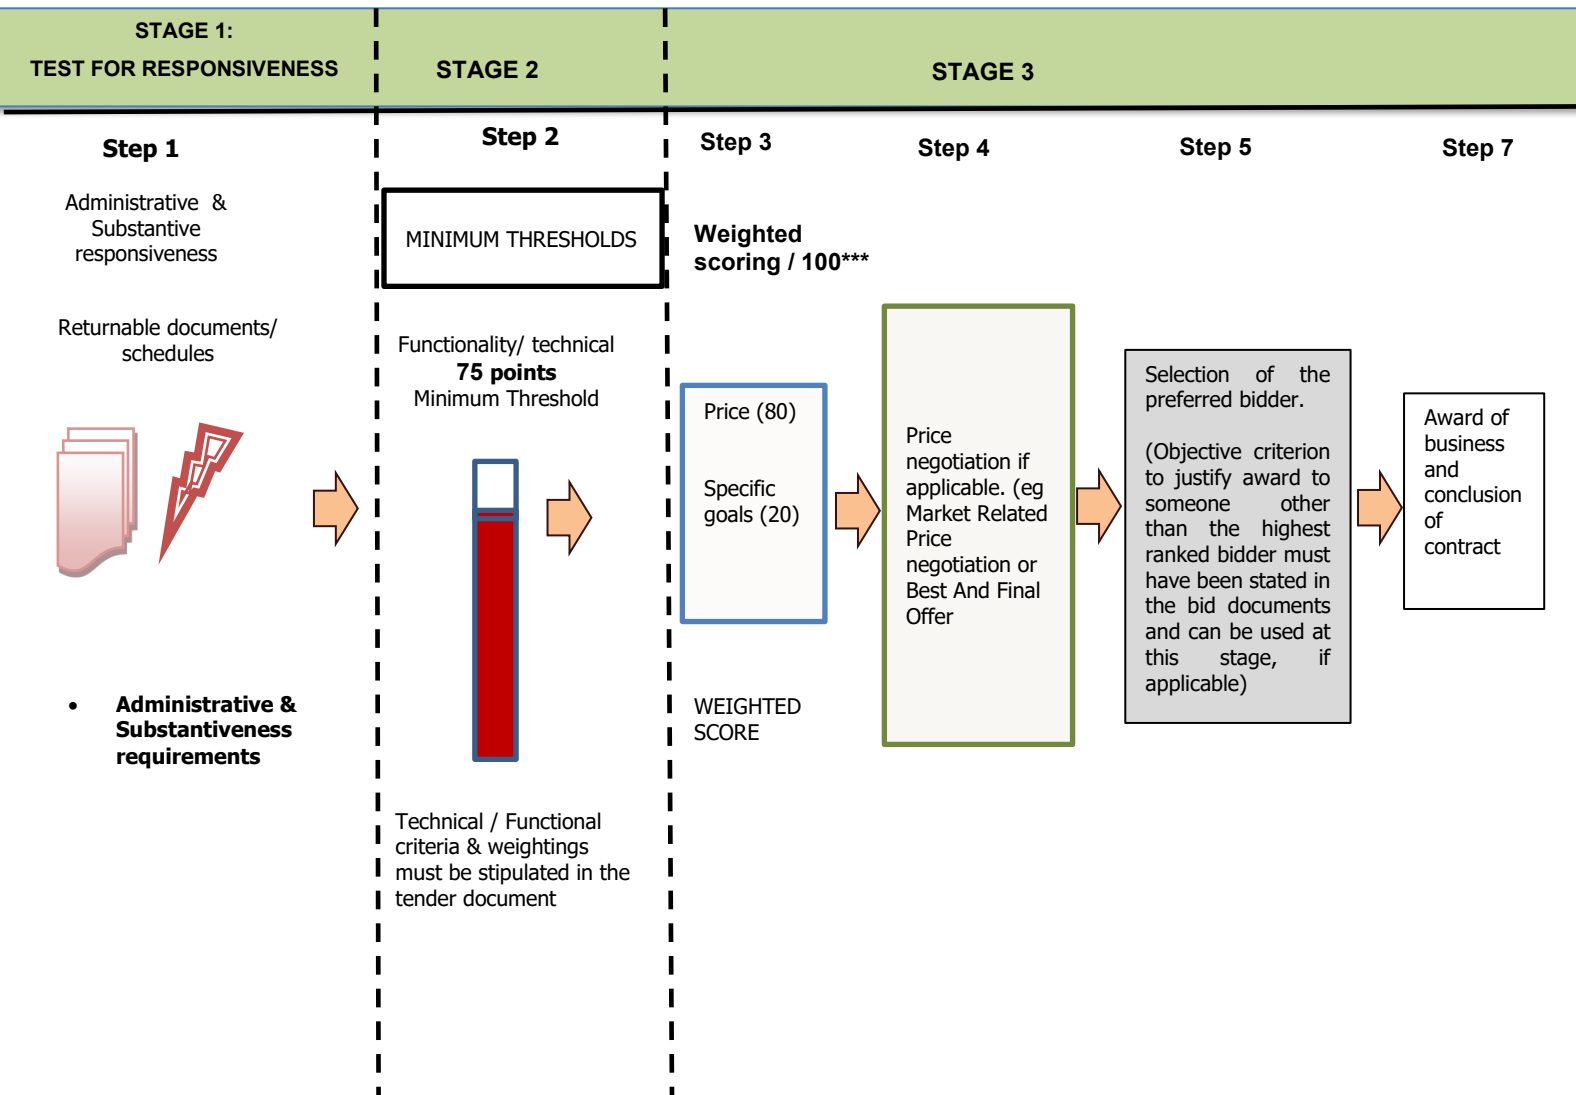 STAGE 1:
TEST FOR RESPONSIVENESS
STAGE 2
STAGE 3
Step 1
Step 2
Step 3
Step 4
Step 5
Step 7
Administrative &
Substantive
responsiveness
Returnable documents/
schedules
• Administrative &
Substantiveness
requirements
MINIMUM THRESHOLDS
Functionality/ technical
75 points
Minimum Threshold
Technical / Functional
criteria & weightings
must be stipulated in the
tender document
Weighted
scoring / 100***
Price (80)
Specific
goals (20)
WEIGHTED
SCORE
Price
negotiation if
applicable. (eg
Market Related
Price
negotiation or
Best And Final
Offer
Selection of the
preferred bidder.
(Objective criterion
to justify award to
someone other
than the highest
ranked bidder must
have been stated in
the bid documents
and can be used at
this stage, if
applicable)
Award of
business
and
conclusion
of
contract